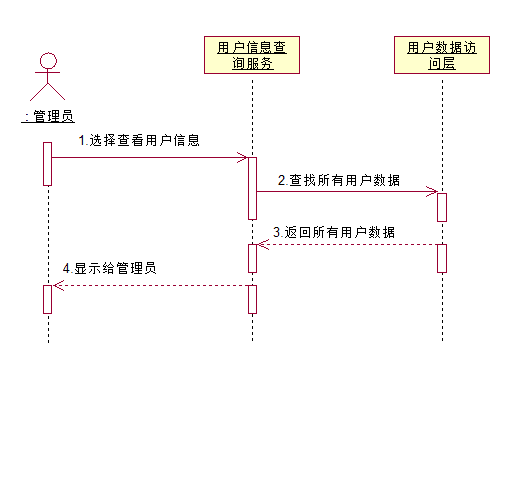 用户信息查
询服务
用户数据访
问层
: 管理员
1.选择查看用户信息
2.查找所有用户数据
3.返回所有用户数据
4.显示给管理员